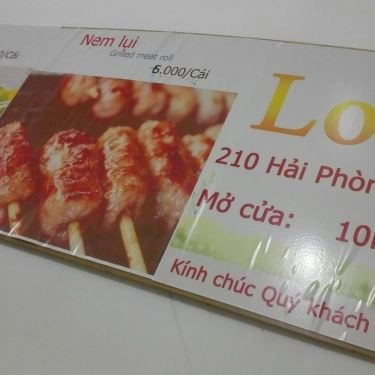 /Cái
Nem lụi
Grilled meat roll
6.000/Cái
Lo
210 Hải Phòn
Mở cửa: 10
Kính chúc Quý khách